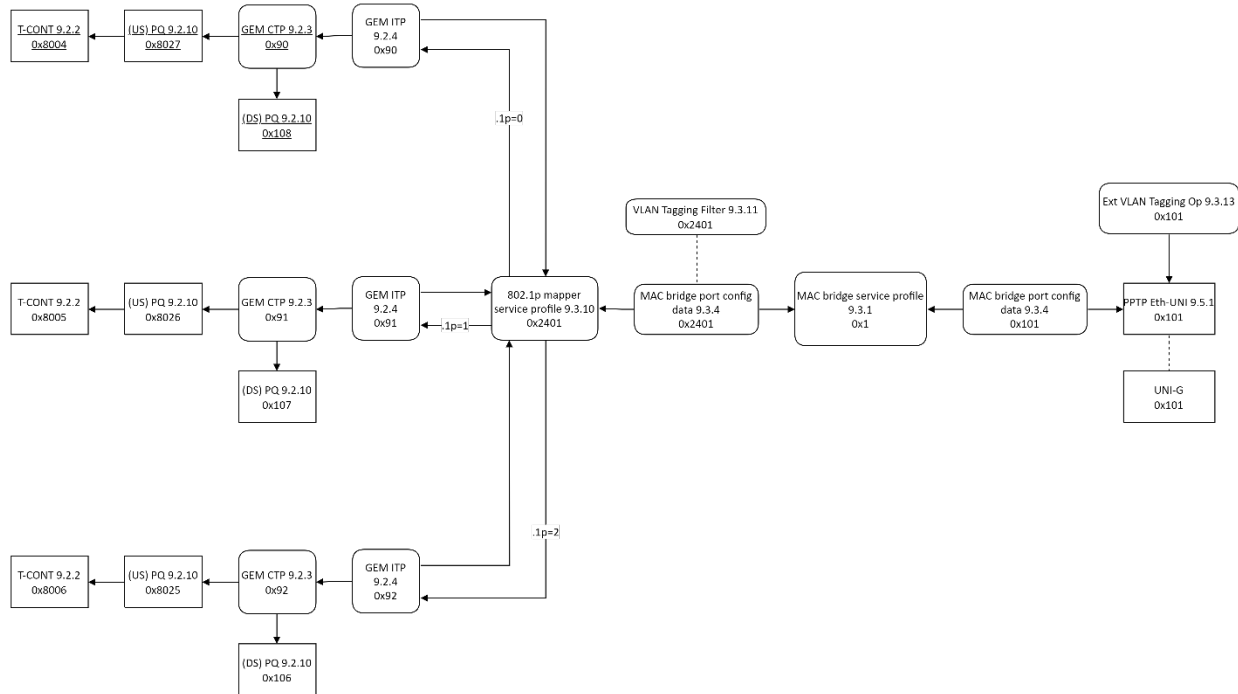 T-CONT 9.2.2
0x8004
(US) PQ 9.2.10
0x8027
GEM CTP 9.2.3
0x90
GEM ITP
9.2.4
0x90
(DS) PQ 9.2.10
0x108
.1p=0
VLAN Tagging Filter 9.3.11
0x2401
Ext VLAN Tagging Op 9.3.13
0x101
T-CONT 9.2.2
0x8005
(US) PQ 9.2.10
0x8026
GEM CTP 9.2.3
0x91
GEM ITP
9.2.4
0x91
.1p=1
802.1p mapper
service profile 9.3.10
0x2401
MAC bridge port config
data 9.3.4
0x2401
MAC bridge service profile
9.3.1
0x1
MAC bridge port config
data 9.3.4
0x101
PPTP Eth-UNI 9.5.1
0x101
(DS) PQ 9.2.10
0x107
UNI-G
0x101
.1p=2
T-CONT 9.2.2
0x8006
(US) PQ 9.2.10
0x8025
GEM CTP 9.2.3
0x92
GEM ITP
9.2.4
0x92
(DS) PQ 9.2.10
0x106